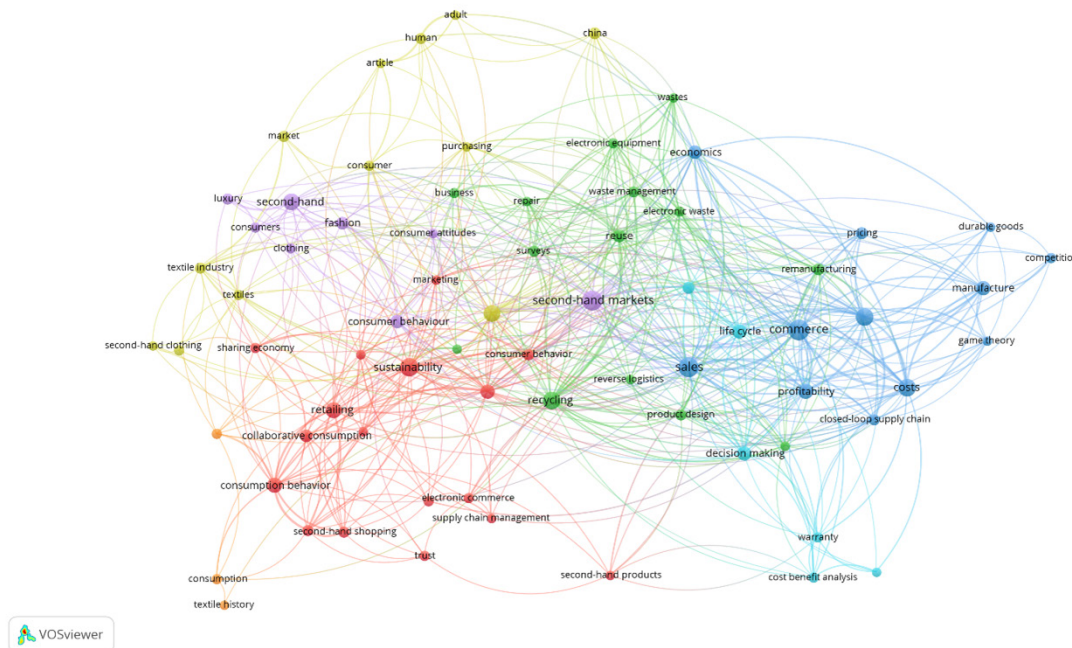 adult
human
china
article
wastes
market
electronic equipment
purchasing
economics
consumer
business
waste management
luxury
second-hand
repair
electronic waste
fashion
consumers
consumer attitudes
reuse
pricing
durable goods
clothing
surveys
competitio
textile industry
marketing
remanufacturing
manufacture
textiles
second-hand markets
consumer behaviour
life cycle
commerce
game theory
second-hand clothing
sharing economy
consumer behavior
sustainability
sales
reverse logistics
profitability
costs
recycling
retailing
product design
closed-loop supply chain
collaborative consumption
decision making
consumption behavior
electronic commerce
supply chain management
second-hand shopping
warranty
trust
consumption
second-hand products
cost benefit analysis
textile history
VOSviewer